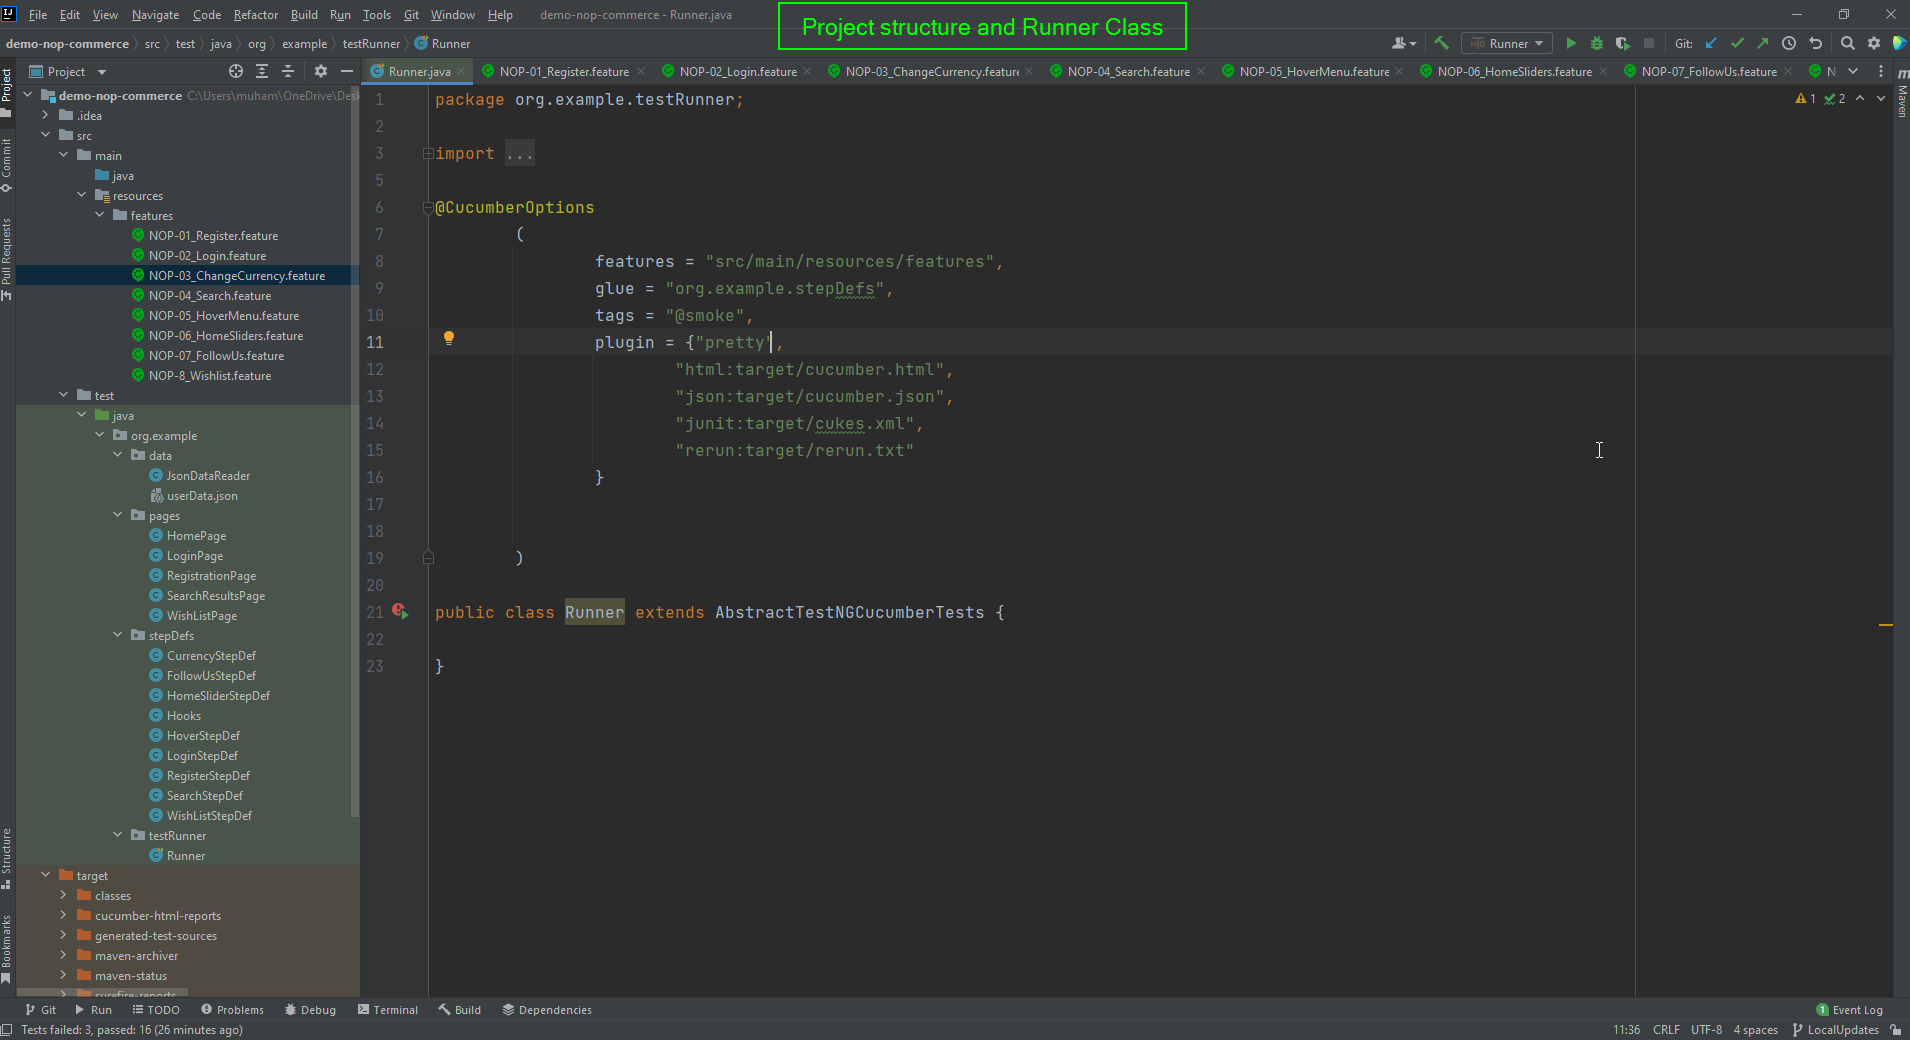 File Edit View Navigate Code Refactor Build Run Tools Git Window Help demo-nop-commerce - Runner.java
Project structure and Runner Class
demo-nop-commerce src test java org example testRunner Runner
Runner Git:
Project
Runner.java NOP-01_Register.feature NOP-02_Login.feature NOP-03_ChangeCurrency.feature NOP-04_Search.feature NOP-05_HoverMenu.feature NOP-06_HomeSliders.feature NOP-07_FollowUs.feature N
Project
Commit
Pull Requests
Structure
Bookmarks
Maven
demo-nop-commerce C:\Users\muham\OneDrive\Desk
.idea
src
main
java
resources
features
NOP-01_Register.feature
NOP-02_Login.feature
NOP-03_ChangeCurrency.feature
NOP-04_Search.feature
NOP-05_HoverMenu.feature
NOP-06_HomeSliders.feature
NOP-07_FollowUs.feature
NOP-8_Wishlist.feature
test
java
org.example
data
JsonDataReader
userData.json
pages
HomePage
LoginPage
RegistrationPage
SearchResultsPage
WishListPage
stepDefs
CurrencyStepDef
FollowUsStepDef
HomeSliderStepDef
Hooks
HoverStepDef
LoginStepDef
RegisterStepDef
SearchStepDef
WishListStepDef
testRunner
Runner
target
classes
cucumber-html-reports
generated-test-sources
maven-archiver
maven-status
surefire-reports
1 package org.example.testRunner;
2
3 import ...
5
6 @CucumberOptions
7 (
8 features = "src/main/resources/features",
9 glue = "org.example.stepDefs",
10 tags = "@smoke",
11 plugin = {"pretty",
12 "html:target/cucumber.html",
13 "json:target/cucumber.json",
14 "junit:target/cukes.xml",
15 "rerun:target/rerun.txt"
16 }
17
18
19 )
20
21 public class Runner extends AbstractTestNGCucumberTests {
22
23 }
1 2
Git Run TODO Problems Debug Terminal Build Dependencies 1 Event Log
Tests failed: 3, passed: 16 (26 minutes ago) 11:36 CRLF UTF-8 4 spaces LocalUpdates